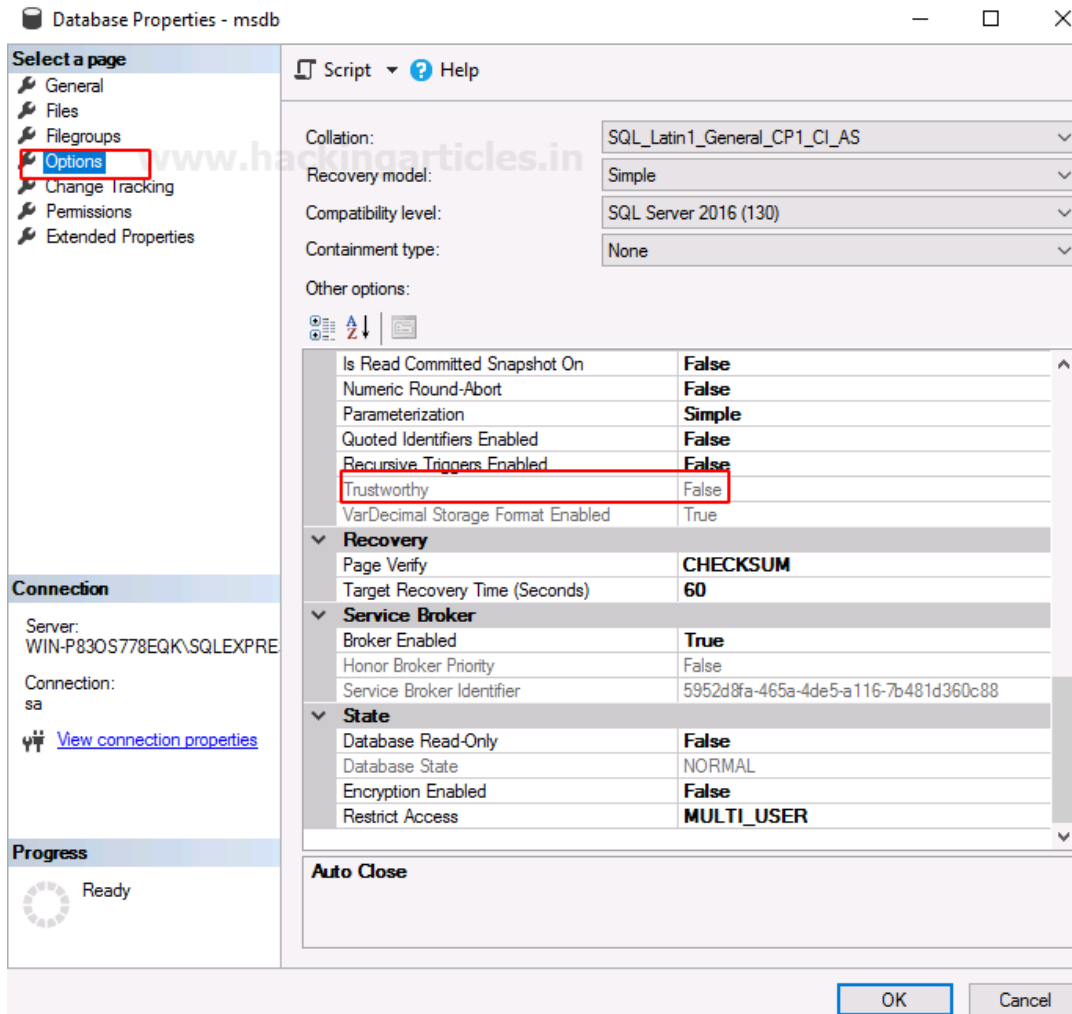 Database Properties - msdb
Select a page
General
Files
Filegroups
Options
Change Tracking
Permissions
Extended Properties
Script
Help
www.hackingarticles.in
Collation: SQL_Latin1_General_CP1_CI_AS
Recovery model: Simple
Compatibility level: SQL Server 2016 (130)
Containment type: None
Other options:
Is Read Committed Snapshot On False
Numeric Round-Abort False
Parameterization Simple
Quoted Identifiers Enabled False
Recursive Triggers Enabled False
Trustworthy False
VarDecimal Storage Format Enabled True
Recovery
Page Verify CHECKSUM
Target Recovery Time (Seconds) 60
Service Broker
Broker Enabled True
Honor Broker Priority False
Service Broker Identifier 5952d8fa-465a-4de5-a116-7b481d360c88
State
Database Read-Only False
Database State NORMAL
Encryption Enabled False
Restrict Access MULTI_USER
Auto Close
Connection
Server:
WIN-P83OS778EQK\SQLEXPRE
Connection:
sa
View connection properties
Progress
Ready
OK
Cancel